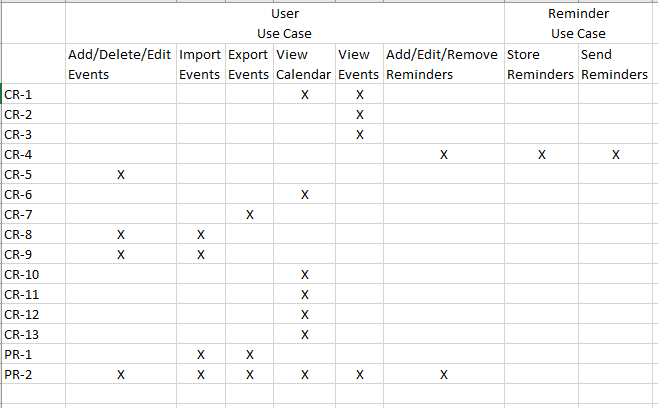 User Reminder
Use Case Use Case
Add/Delete/Edit Import Export View View Add/Edit/Remove Store Send
Events Events Events Calendar Events Reminders Reminders Reminders
CR-1 X X
CR-2 X
CR-3 X
CR-4 X X X
CR-5 X
CR-6 X
CR-7 X
CR-8 X X
CR-9 X X
CR-10 X
CR-11 X
CR-12 X
CR-13 X
PR-1 X X
PR-2 X X X X X X